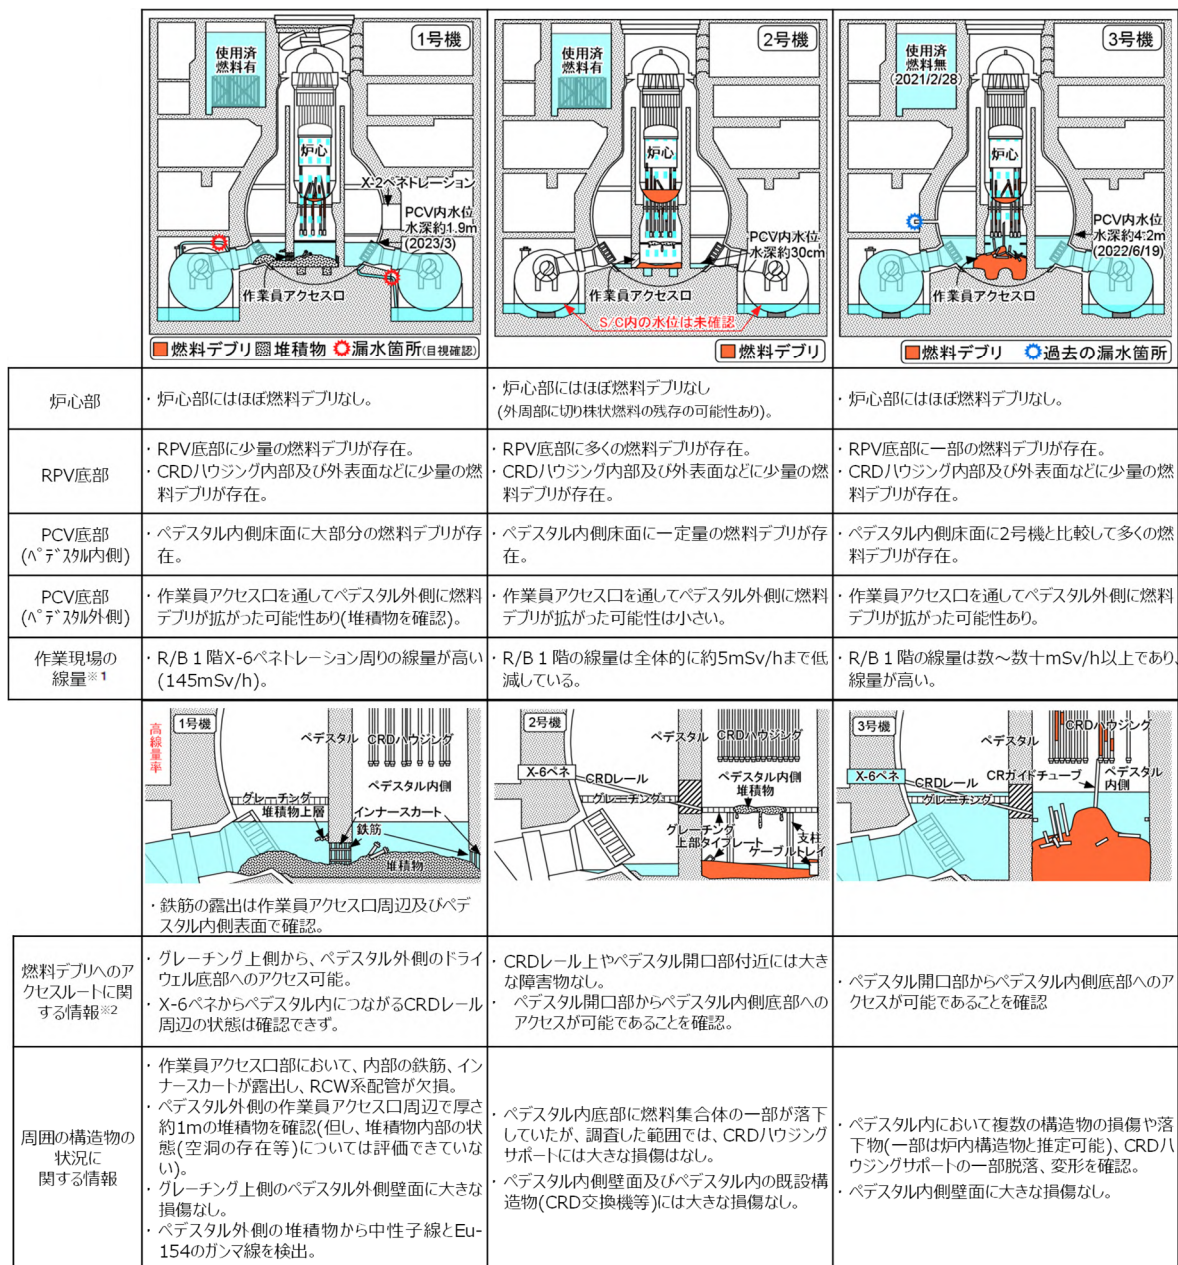 1号機
使用済
燃料有
炉心
X-2ペネトレーション
PCV内水位
水深約1.9m
(2023/3)
作業員アクセス口
燃料デブリ 堆積物 漏水箇所(目視確認)
2号機
使用済
燃料有
炉心
PCV内水位
水深約30cm
作業員アクセス口
S/C内の水位は未確認
燃料デブリ
3号機
使用済
燃料無
(2021/2/28)
炉心
PCV内水位
水深約4.2m
(2022/6/19)
作業員アクセス口
燃料デブリ 過去の漏水箇所
炉心部
・炉心部にはほぼ燃料デブリなし。
・炉心部にはほぼ燃料デブリなし
(外周部に切り株状燃料の残存の可能性あり)。
・炉心部にはほぼ燃料デブリなし。
RPV底部
・RPV底部に少量の燃料デブリが存在。
・CRDハウジング内部及び外表面などに少量の燃
料デブリが存在。
・RPV底部に多くの燃料デブリが存在。
・CRDハウジング内部及び外表面などに少量の燃
料デブリが存在。
・RPV底部に一部の燃料デブリが存在。
・CRDハウジング内部及び外表面などに少量の燃
料デブリが存在。
PCV底部
(ペデスタル内側)
・ペデスタル内側床面に大部分の燃料デブリが存
在。
・ペデスタル内側床面に一定量の燃料デブリが存
在。
・ペデスタル内側床面に2号機と比較して多くの燃
料デブリが存在。
PCV底部
(ペデスタル外側)
・作業員アクセス口を通してペデスタル外側に燃料
デブリが拡がった可能性あり(堆積物を確認)。
・作業員アクセス口を通してペデスタル外側に燃料
デブリが拡がった可能性は小さい。
・作業員アクセス口を通してペデスタル外側に燃料
デブリが拡がった可能性あり。
作業現場の
線量※1
・R/B 1階X-6ペネトレーション周りの線量が高い
(145mSv/h)。
・R/B 1階の線量は全体的に約5mSv/hまで低
減している。
・R/B 1階の線量は数~数十mSv/h以上であり、
線量が高い。
高線量率
1号機
ペデスタル
CRDハウジング
ペデスタル内側
グレーチング
堆積物上層
インナースカート
鉄筋
堆積物
・鉄筋の露出は作業員アクセス口周辺及びペデ
スタル内側表面で確認。
2号機
ペデスタル
CRDハウジング
X-6ペネ
CRDレール
ペデスタル内側
堆積物
グレーチング
グレーチング
上部タイプレート
支柱
ケーブルトレイ
3号機
CRDハウジング
ペデスタル
X-6ペネ
CRDレール
CRガイドチューブ
ペデスタル
内側
グレーチング
燃料デブリへのア
クセスルートに関
する情報※2
・グレーチング上側から、ペデスタル外側のドライ
ウェル底部へのアクセス可能。
・X-6ペネからペデスタル内につながるCRDレール
周辺の状態は確認できず。
・CRDレール上やペデスタル開口部付近には大き
な障害物なし。
・ペデスタル開口部からペデスタル内側底部への
アクセスが可能であることを確認。
・ペデスタル開口部からペデスタル内側底部へのア
クセスが可能であることを確認
周囲の構造物の
状況に
関する情報
・作業員アクセス口部において、内部の鉄筋、イン
ナースカートが露出し、RCW系配管が欠損。
・ペデスタル外側の作業員アクセス口周辺で厚さ
約1mの堆積物を確認(但し、堆積物内部の状
態(空洞の存在等)については評価できていな
い)。
・グレーチング上側のペデスタル外側壁面に大きな
損傷なし。
・ペデスタル外側の堆積物から中性子線とEu-
154のガンマ線を検出。
・ペデスタル内底部に燃料集合体の一部が落下
していたが、調査した範囲では、CRDハウジング
サポートには大きな損傷はなし。
・ペデスタル内側壁面及びペデスタル内の既設構
造物(CRD交換機等)には大きな損傷なし。
・ペデスタル内において複数の構造物の損傷や落
下物(一部は炉内構造物と推定可能)、CRDハ
ウジングサポートの一部脱落、変形を確認。
・ペデスタル内側壁面に大きな損傷なし。